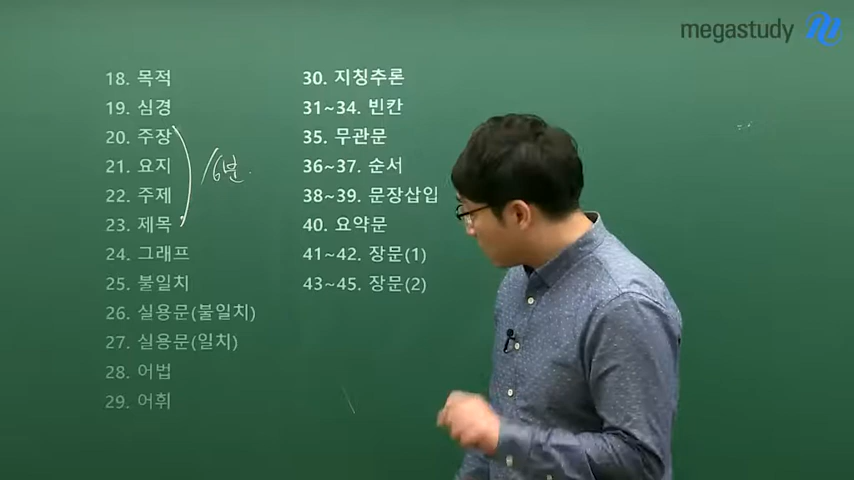 megastudy
18. 목적
19. 심경
20. 주장
21. 요지
22. 주제
23. 제목
24. 그래프
25. 불일치
26. 실용문(불일치)
27. 실용문(일치)
28. 어법
29. 어휘
/6분.
30. 지칭추론
31~34. 빈칸
35. 무관문
36~37. 순서
38~39. 문장삽입
40. 요약문
41~42. 장문(1)
43~45. 장문(2)